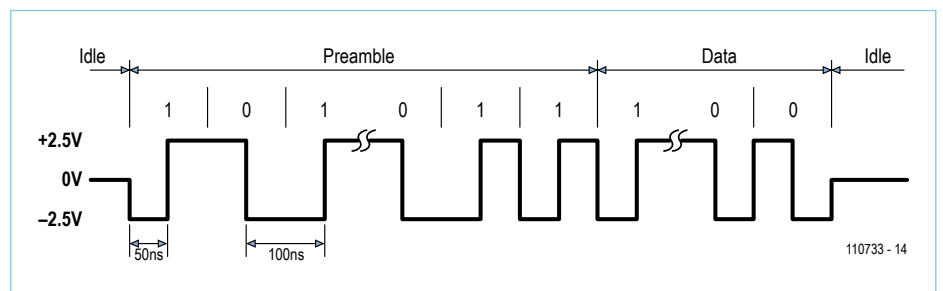 Idle Preamble Data Idle
1 0 1 0 1 1 1 0 0
+2.5V
0V
–2.5V
50ns 100ns
110733 - 14